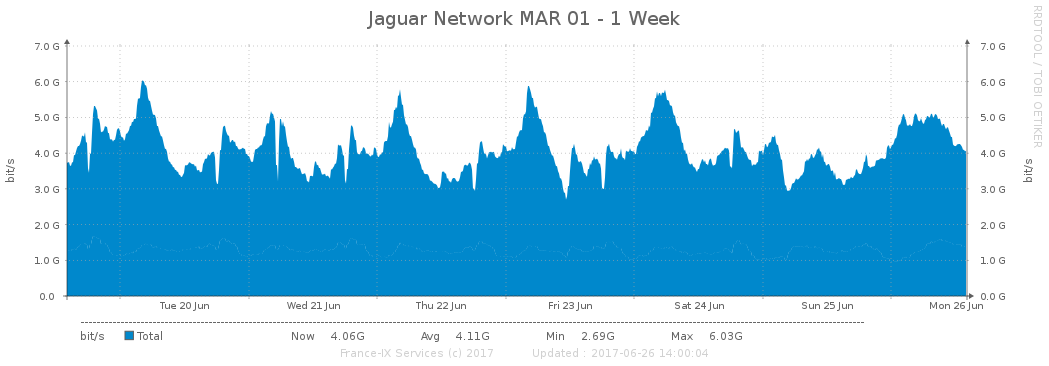 Jaguar Network MAR 01 - 1 Week
RRDTOOL / TOBI OETIKER
bit/s
7.0 G 7.0 G
6.0 G 6.0 G
5.0 G 5.0 G
4.0 G 4.0 G
3.0 G 3.0 G
2.0 G 2.0 G
1.0 G 1.0 G
0.0 0.0 G
bit/s
Tue 20 Jun Wed 21 Jun Thu 22 Jun Fri 23 Jun Sat 24 Jun Sun 25 Jun Mon 26 Jun
bit/s Total Now 4.06G Avg 4.11G Min 2.69G Max 6.03G
France-IX Services (c) 2017 Updated : 2017-06-26 14:00:04